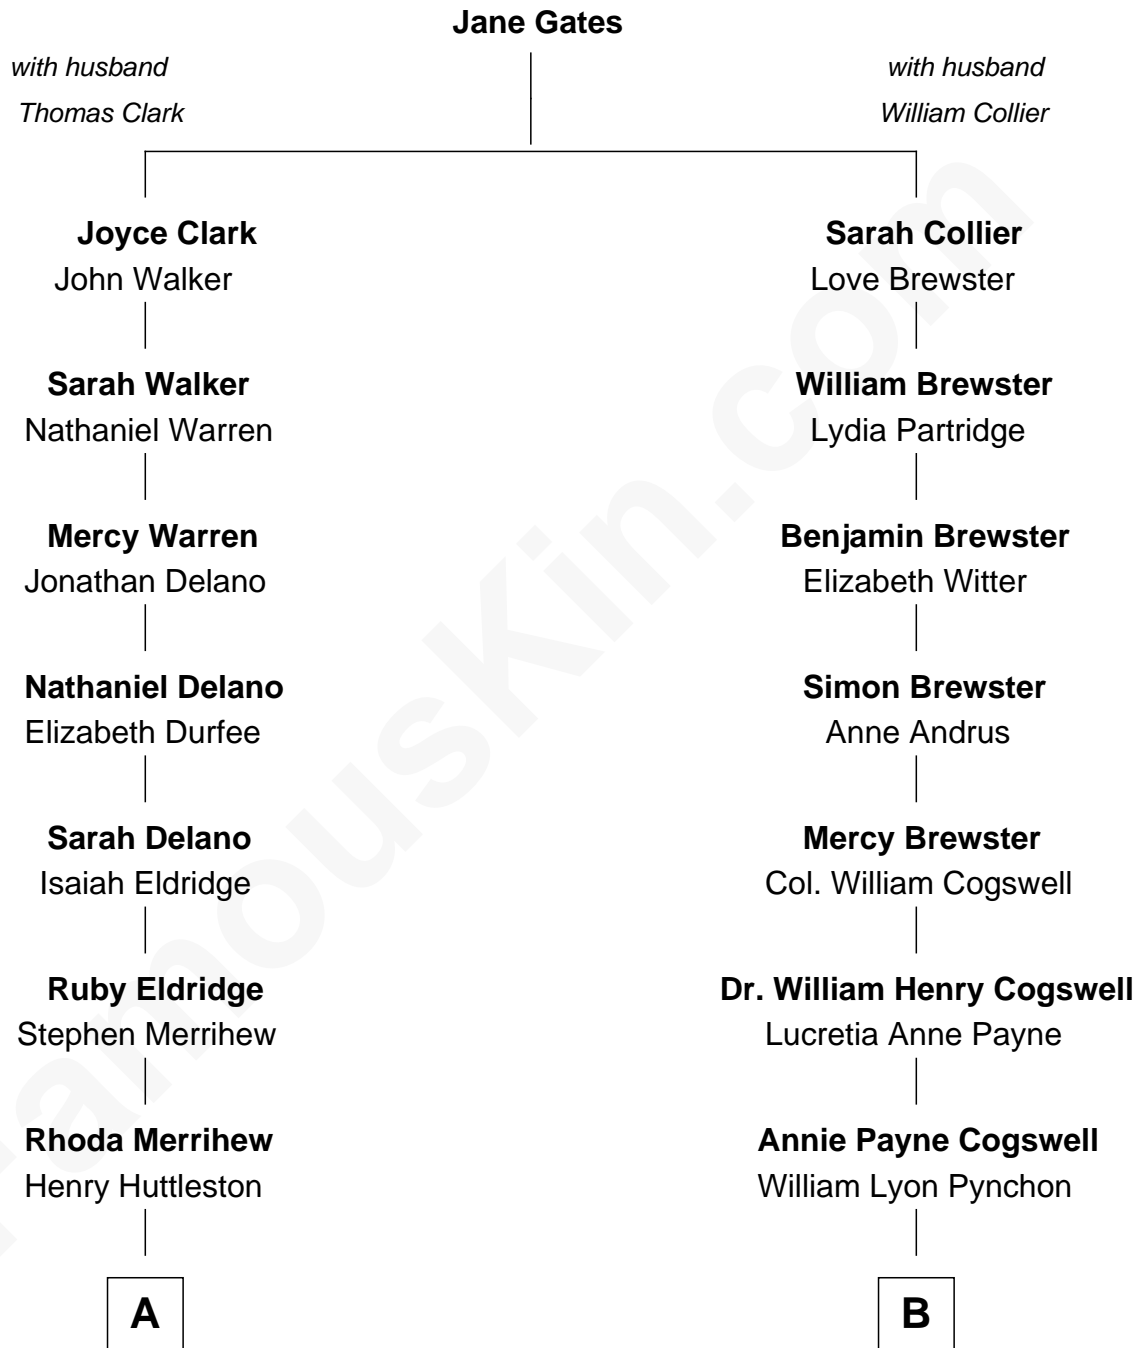 Jane Gates
with husband
Thomas Clark
with husband
William Collier
Joyce Clark
John Walker
Sarah Walker
Nathaniel Warren
Mercy Warren
Jonathan Delano
Nathaniel Delano
Elizabeth Durfee
Sarah Delano
Isaiah Eldridge
Ruby Eldridge
Stephen Merrihew
Rhoda Merrihew
Henry Huttleston
A
Sarah Collier
Love Brewster
William Brewster
Lydia Partridge
Benjamin Brewster
Elizabeth Witter
Simon Brewster
Anne Andrus
Mercy Brewster
Col. William Cogswell
Dr. William Henry Cogswell
Lucretia Anne Payne
Annie Payne Cogswell
William Lyon Pynchon
B
FamousKin.com